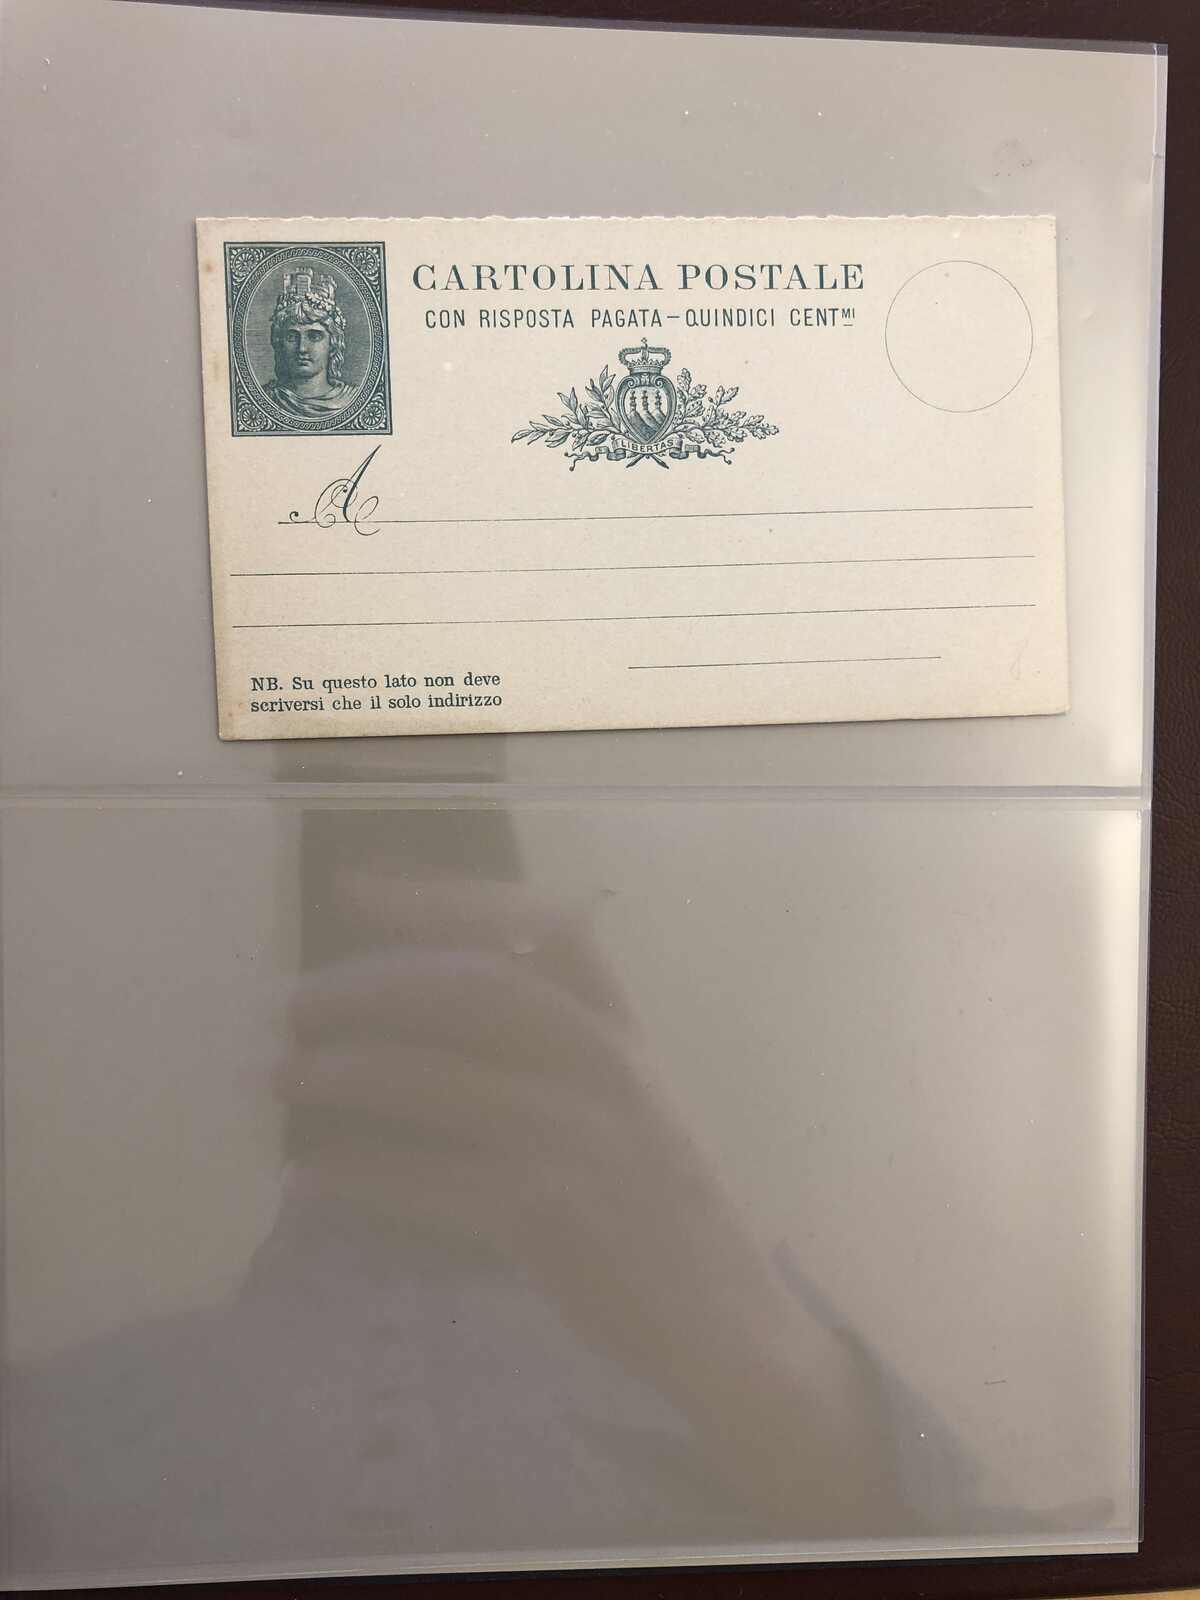 CARTOLINA POSTALE
CON RISPOSTA PAGATA - QUINDICI CENTMI
LIBERTAS
A
NB. Su questo lato non deve
scriversi che il solo indirizzo